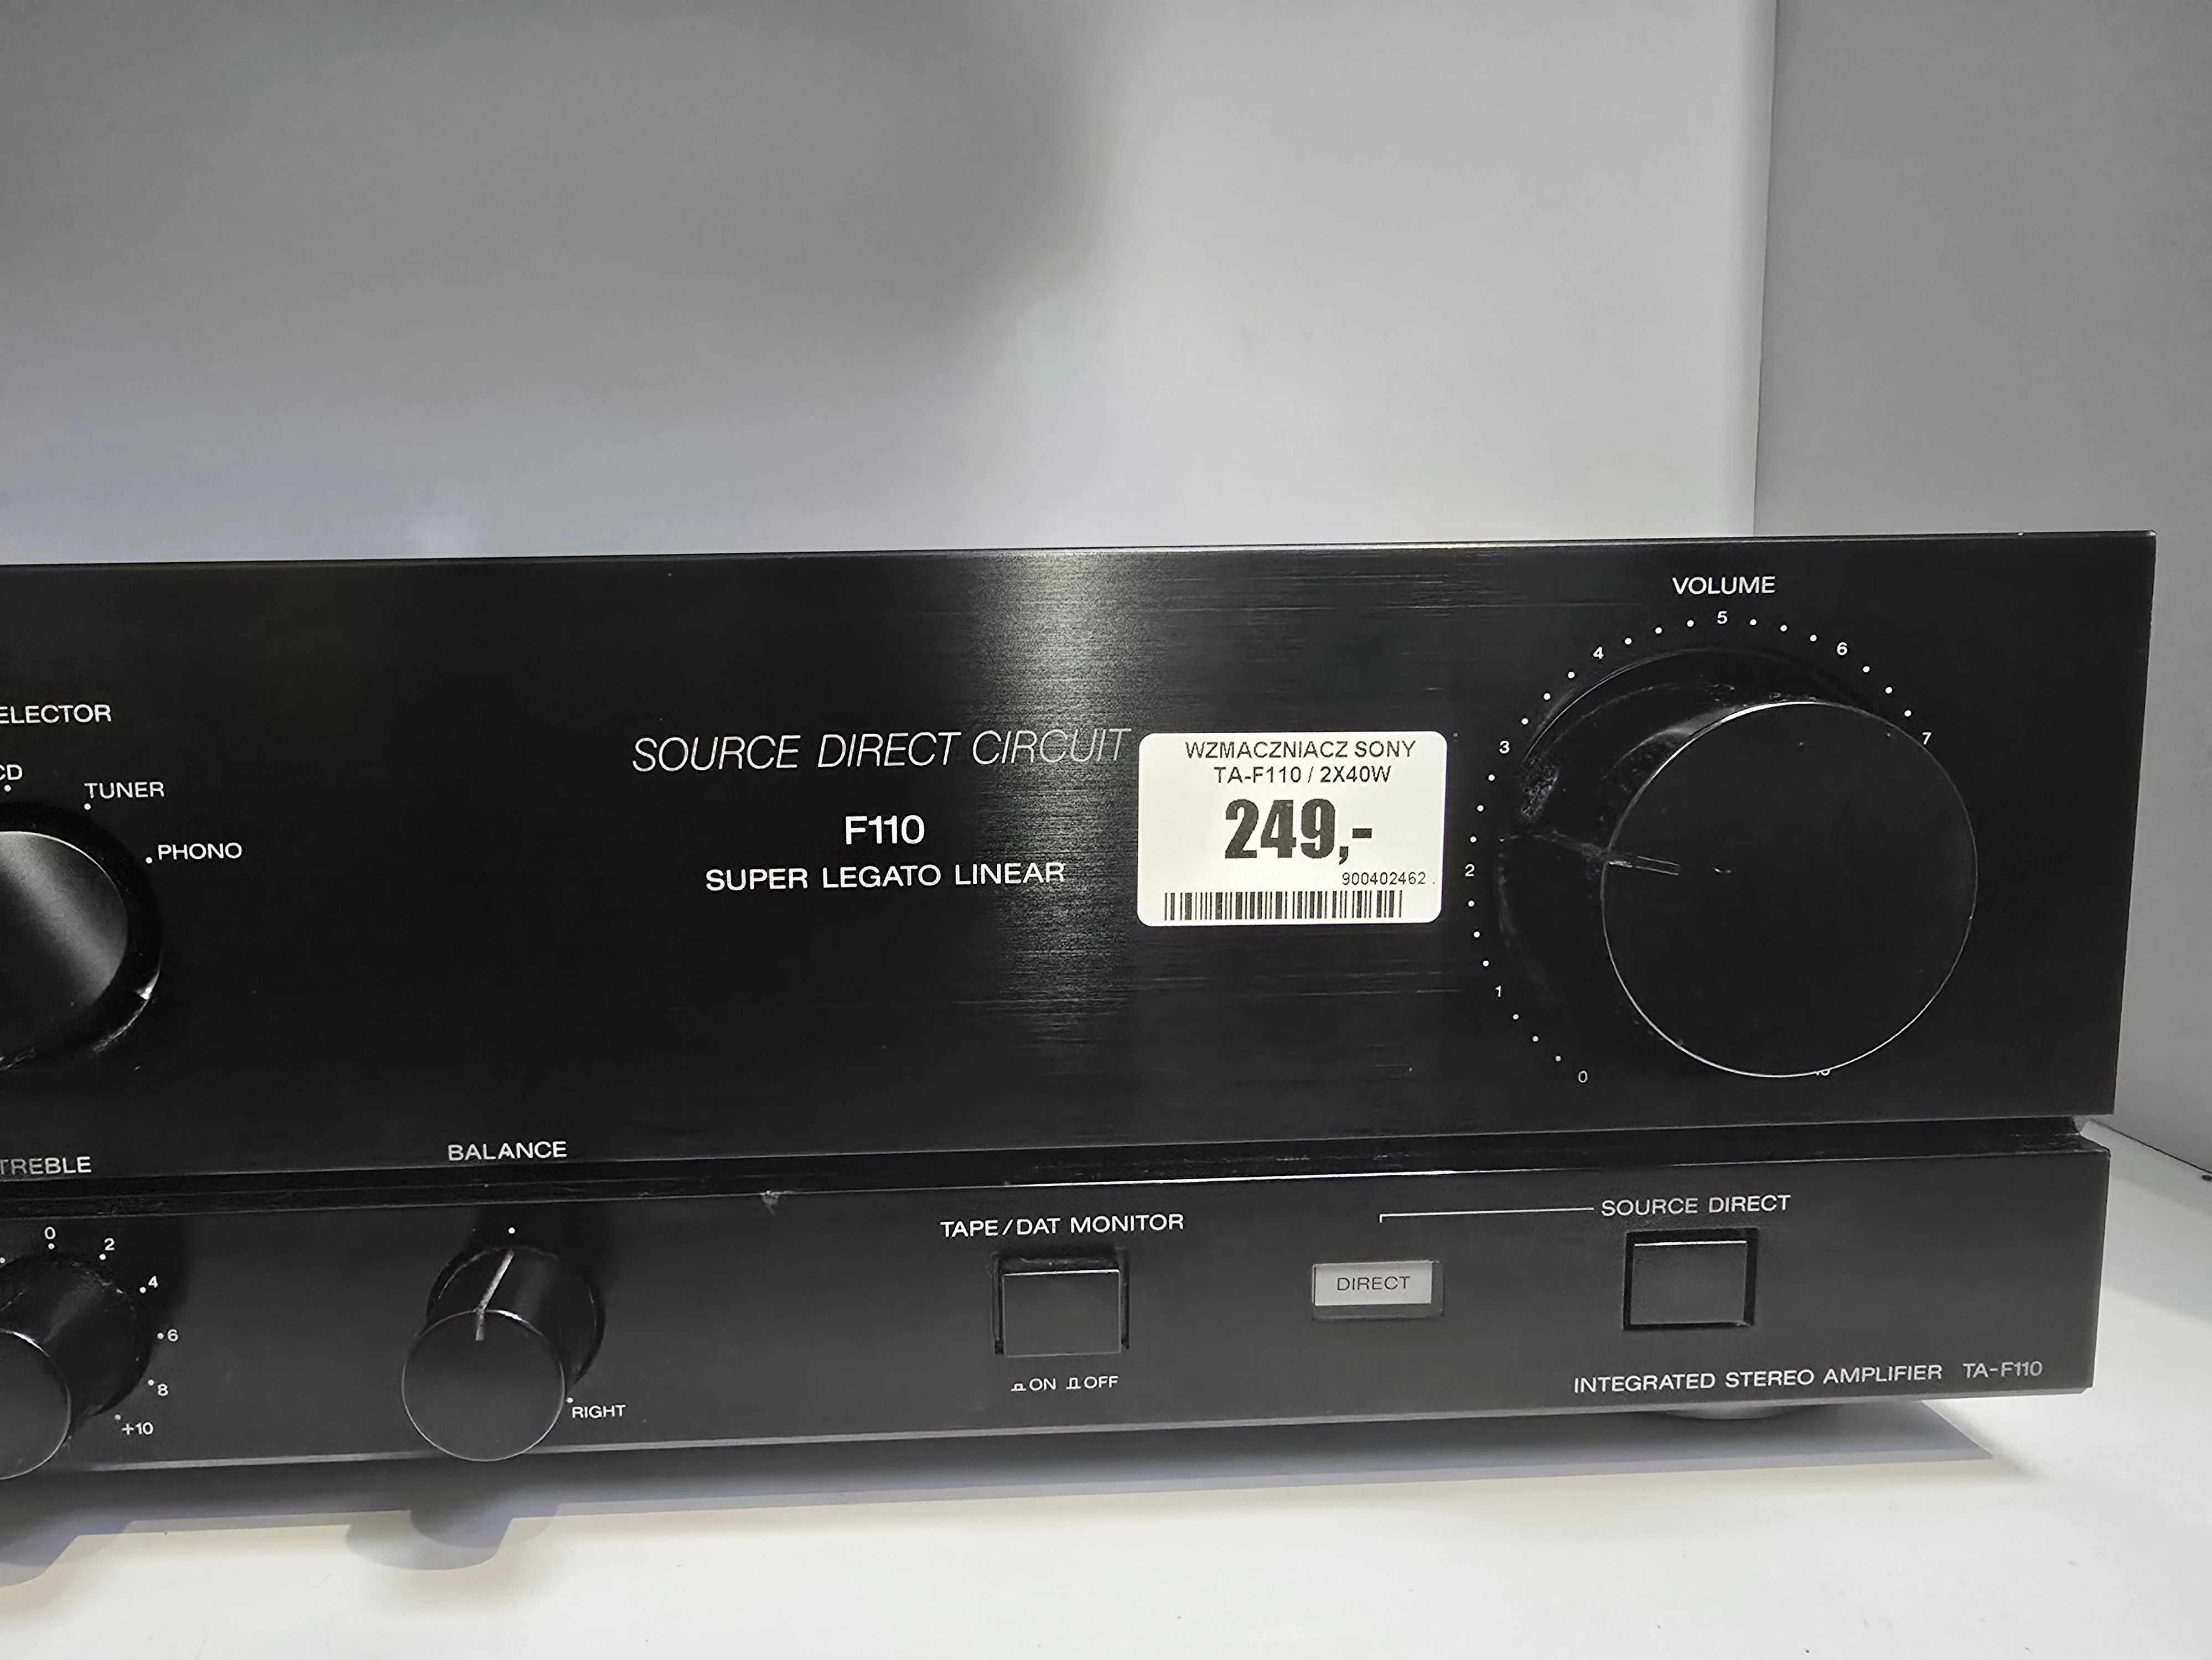 VOLUME
5
4
6
3
7
2
1
0
ELECTOR
CD
TUNER
PHONO
SOURCE DIRECT CIRCUIT
F110
SUPER LEGATO LINEAR
WZMACZNIACZ SONY
TA-F110 / 2X40W
249,-
900402462
TREBLE
0
2
4
6
8
+10
BALANCE
RIGHT
TAPE/DAT MONITOR
ON OFF
SOURCE DIRECT
DIRECT
INTEGRATED STEREO AMPLIFIER TA-F110